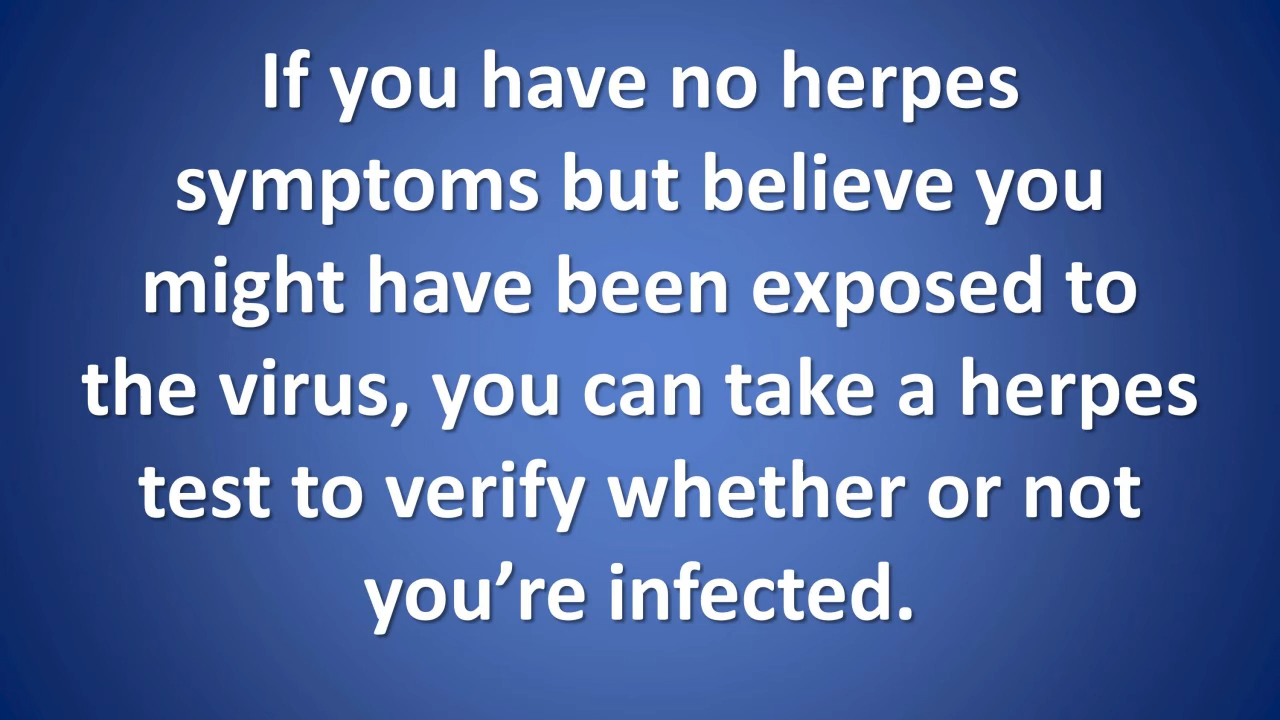 If you have no herpes
symptoms but believe you
might have been exposed to
the virus, you can take a herpes
test to verify whether or not
you’re infected.